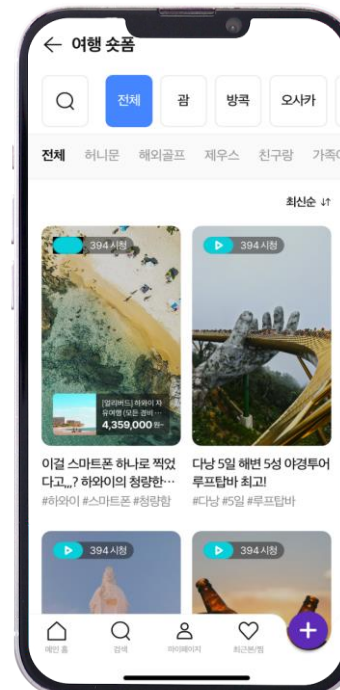 여행 숏폼
전체 괌 방콕 오사카
전체 허니문 해외골프 제우스 친구랑 가족
최신순
394 시청
394 시청
[얼리버드] 하와이 자
유여행 (모든 경비…
4,359,000 원~
이걸 스마트폰 하나로 찍었
다고,,,? 하와이의 청량한…
#하와이 #스마트폰 #청량함
다낭 5일 해변 5성 야경투어
루프탑바 최고!
#다낭 #5일 #루프탑바
394 시청
394 시청
메인 홈 검색 마이페이지 최근본/찜